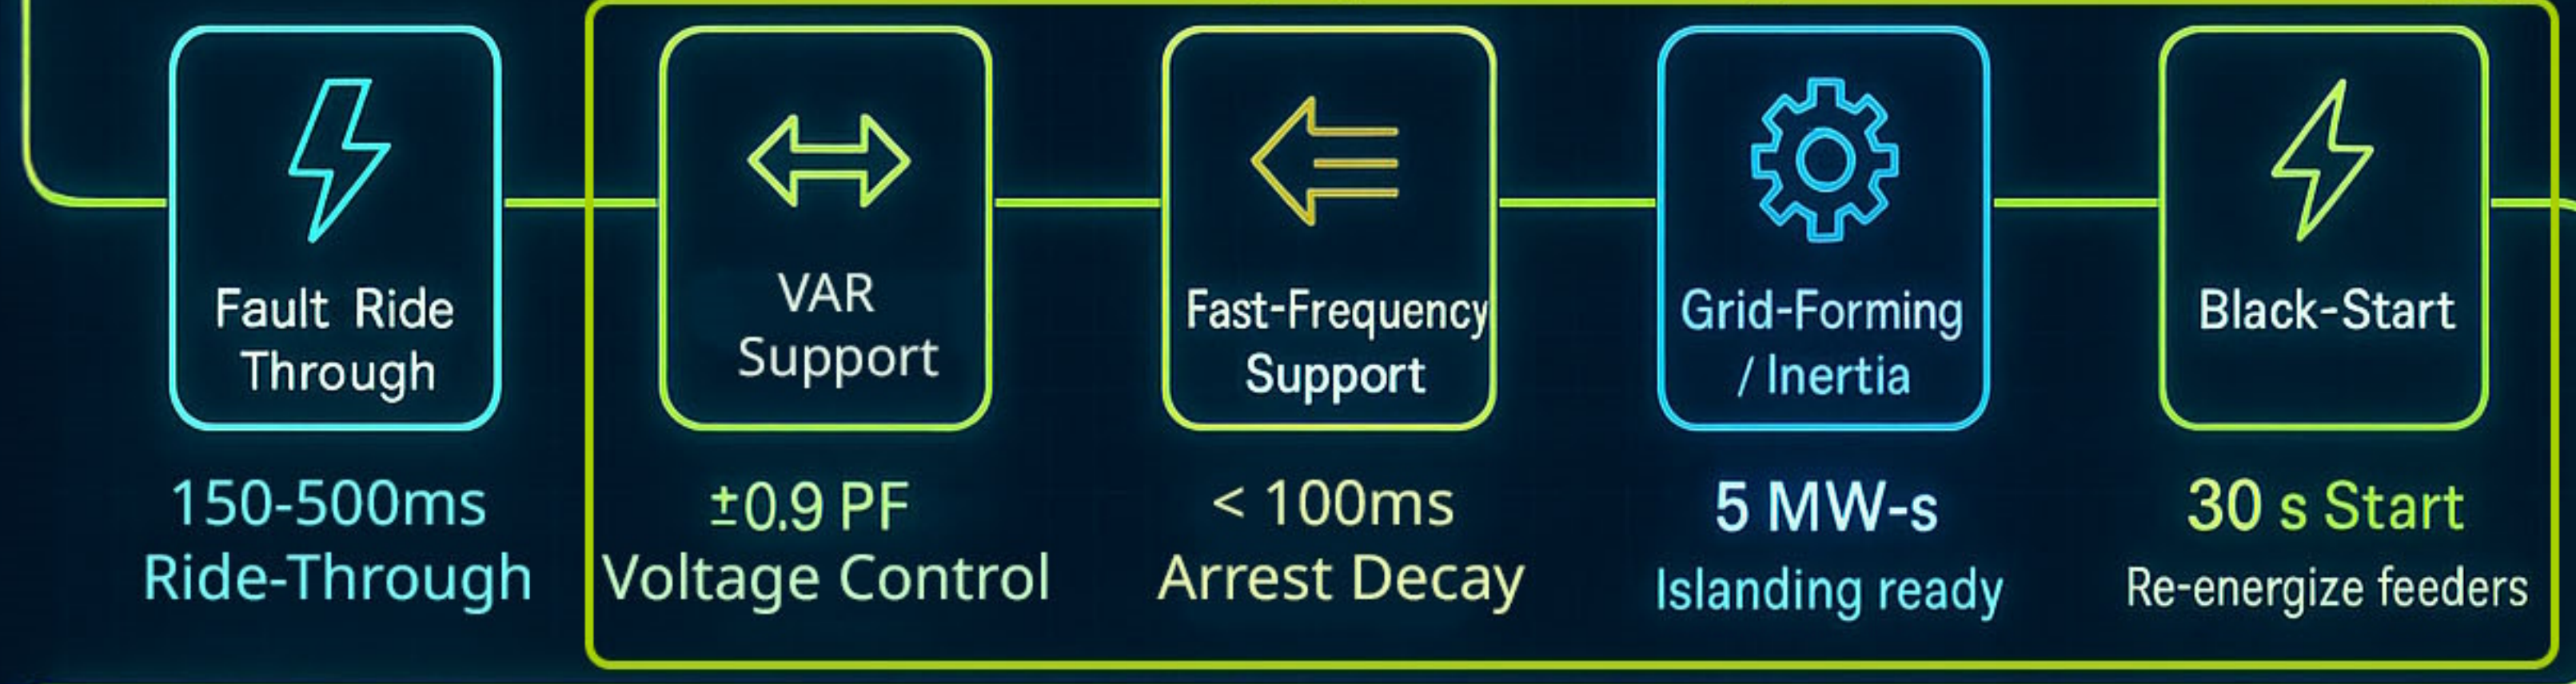 Fault Ride
Through
150-500ms
Ride-Through
VAR
Support
±0.9 PF
Voltage Control
Fast-Frequency
Support
< 100ms
Arrest Decay
Grid-Forming
/ Inertia
5 MW-s
Islanding ready
Black-Start
30 s Start
Re-energize feeders